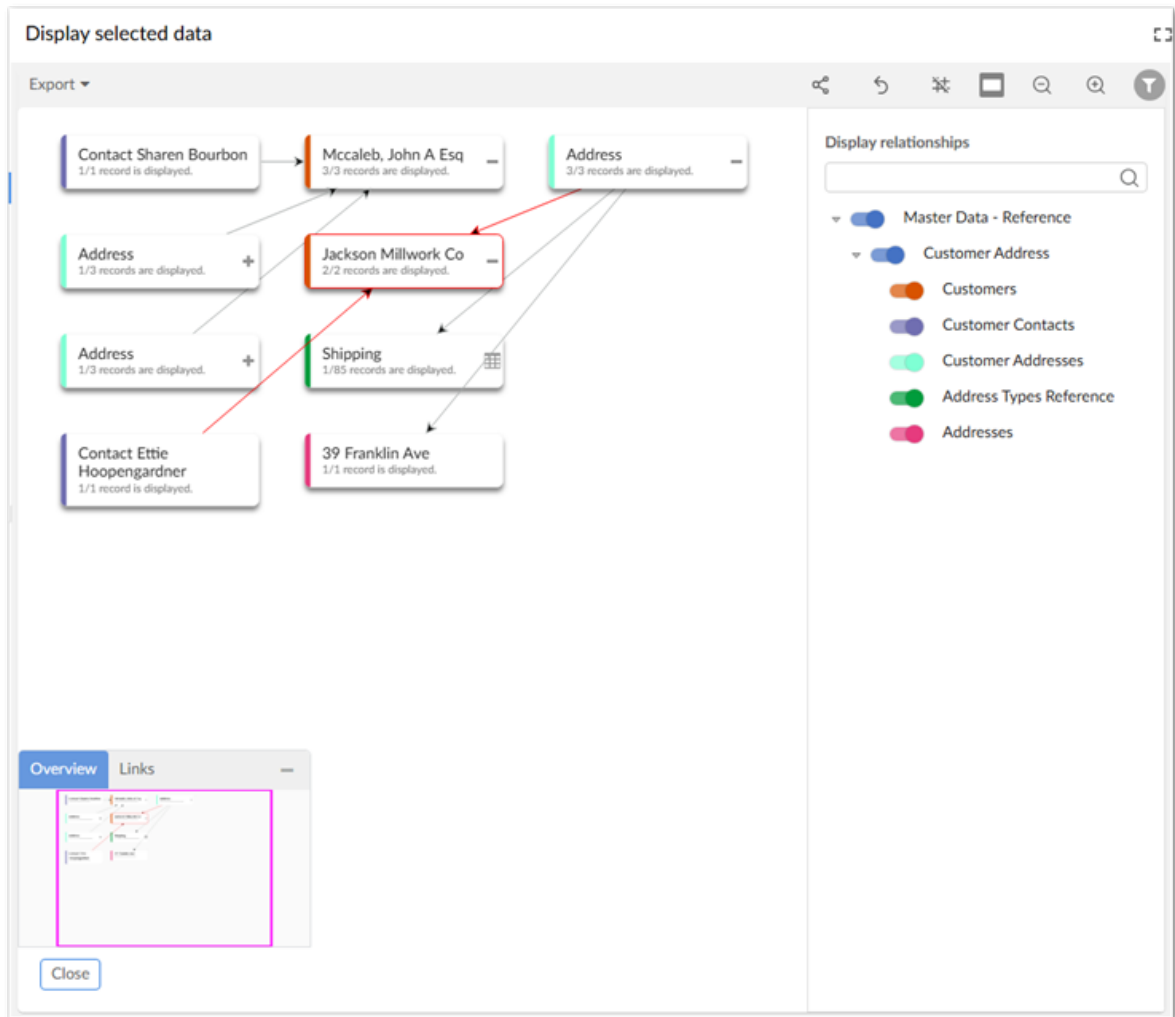 Display selected data
Export
Contact Sharen Bourbon
1/1 record is displayed.
Mccaleb, John A Esq
3/3 records are displayed.
Address
3/3 records are displayed.
Address
1/3 records are displayed.
Jackson Millwork Co
2/2 records are displayed.
Address
1/3 records are displayed.
Shipping
1/85 records are displayed.
Contact Ettie
Hoopengardner
1/1 record is displayed.
39 Franklin Ave
1/1 record is displayed.
Display relationships
Master Data - Reference
Customer Address
Customers
Customer Contacts
Customer Addresses
Address Types Reference
Addresses
Overview Links
Close